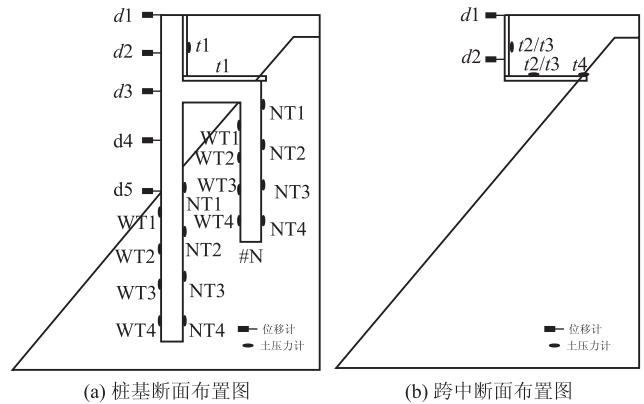 d1
d2
d3
d4
d5
t1
t1
NT1
NT2
NT3
NT4
WT1
WT2
WT3
WT4
#N
NT1
NT2
NT3
NT4
WT1
WT2
WT3
WT4
位移计
土压力计
(a) 桩基断面布置图
d1
d2
t2/t3
t2/t3
t4
位移计
土压力计
(b) 跨中断面布置图